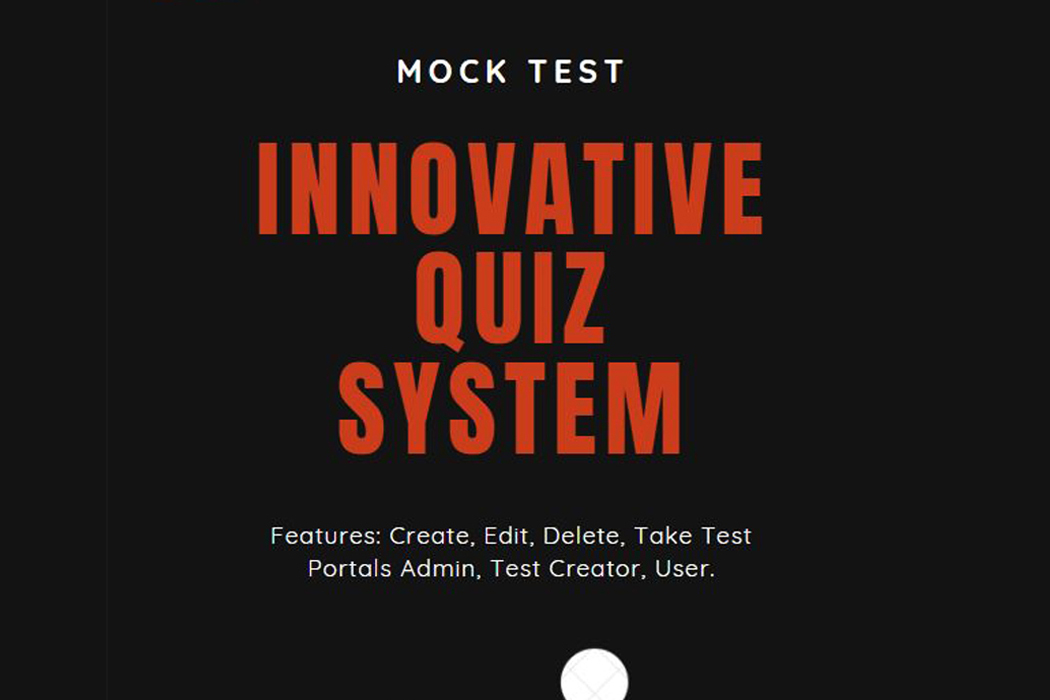 MOCK TEST
INNOVATIVE
QUIZ
SYSTEM
Features: Create, Edit, Delete, Take Test
Portals Admin, Test Creator, User.